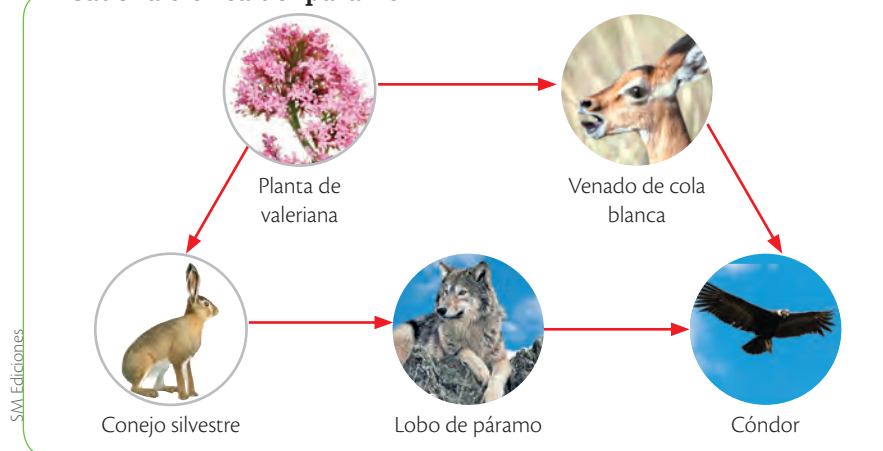 Planta de
valeriana
Venado de cola
blanca
Conejo silvestre
Lobo de páramo
Cóndor
SM Ediciones